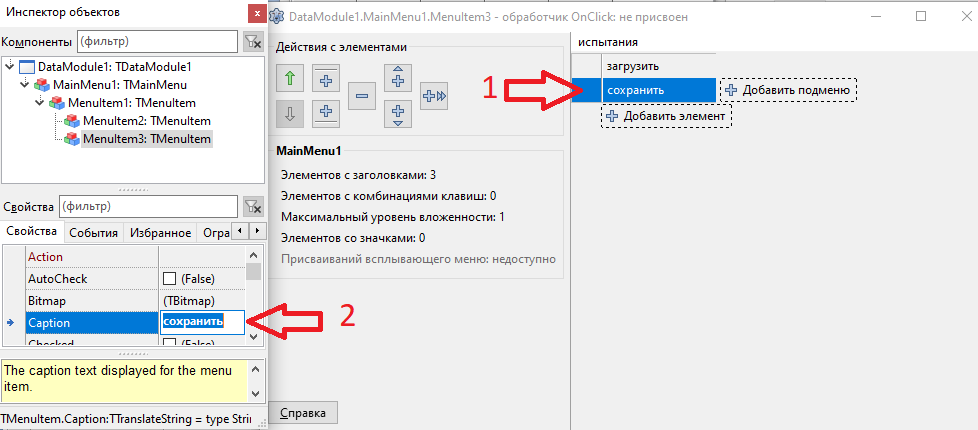 Инспектор объектов
Компоненты (фильтр)
DataModule1: TDataModule1
MainMenu1: TMainMenu
MenuItem1: TMenuItem
MenuItem2: TMenuItem
MenuItem3: TMenuItem
Свойства (фильтр)
Свойства События Избранное Огра
Action
AutoCheck (False)
Bitmap (TBitmap)
Caption сохранить
Checked (False)
The caption text displayed for the menu
item.
TMenuItem.Caption:TTranslateString = type Strin
DataModule1.MainMenu1.MenuItem3 - обработчик OnClick: не присвоен
Действия с элементами
MainMenu1
Элементов с заголовками: 3
Элементов с комбинациями клавиш: 0
Максимальный уровень вложенности: 1
Элементов со значками: 0
Присваиваний всплывающего меню: недоступно
Справка
испытания
загрузить
1
сохранить Добавить подменю
Добавить элемент
2